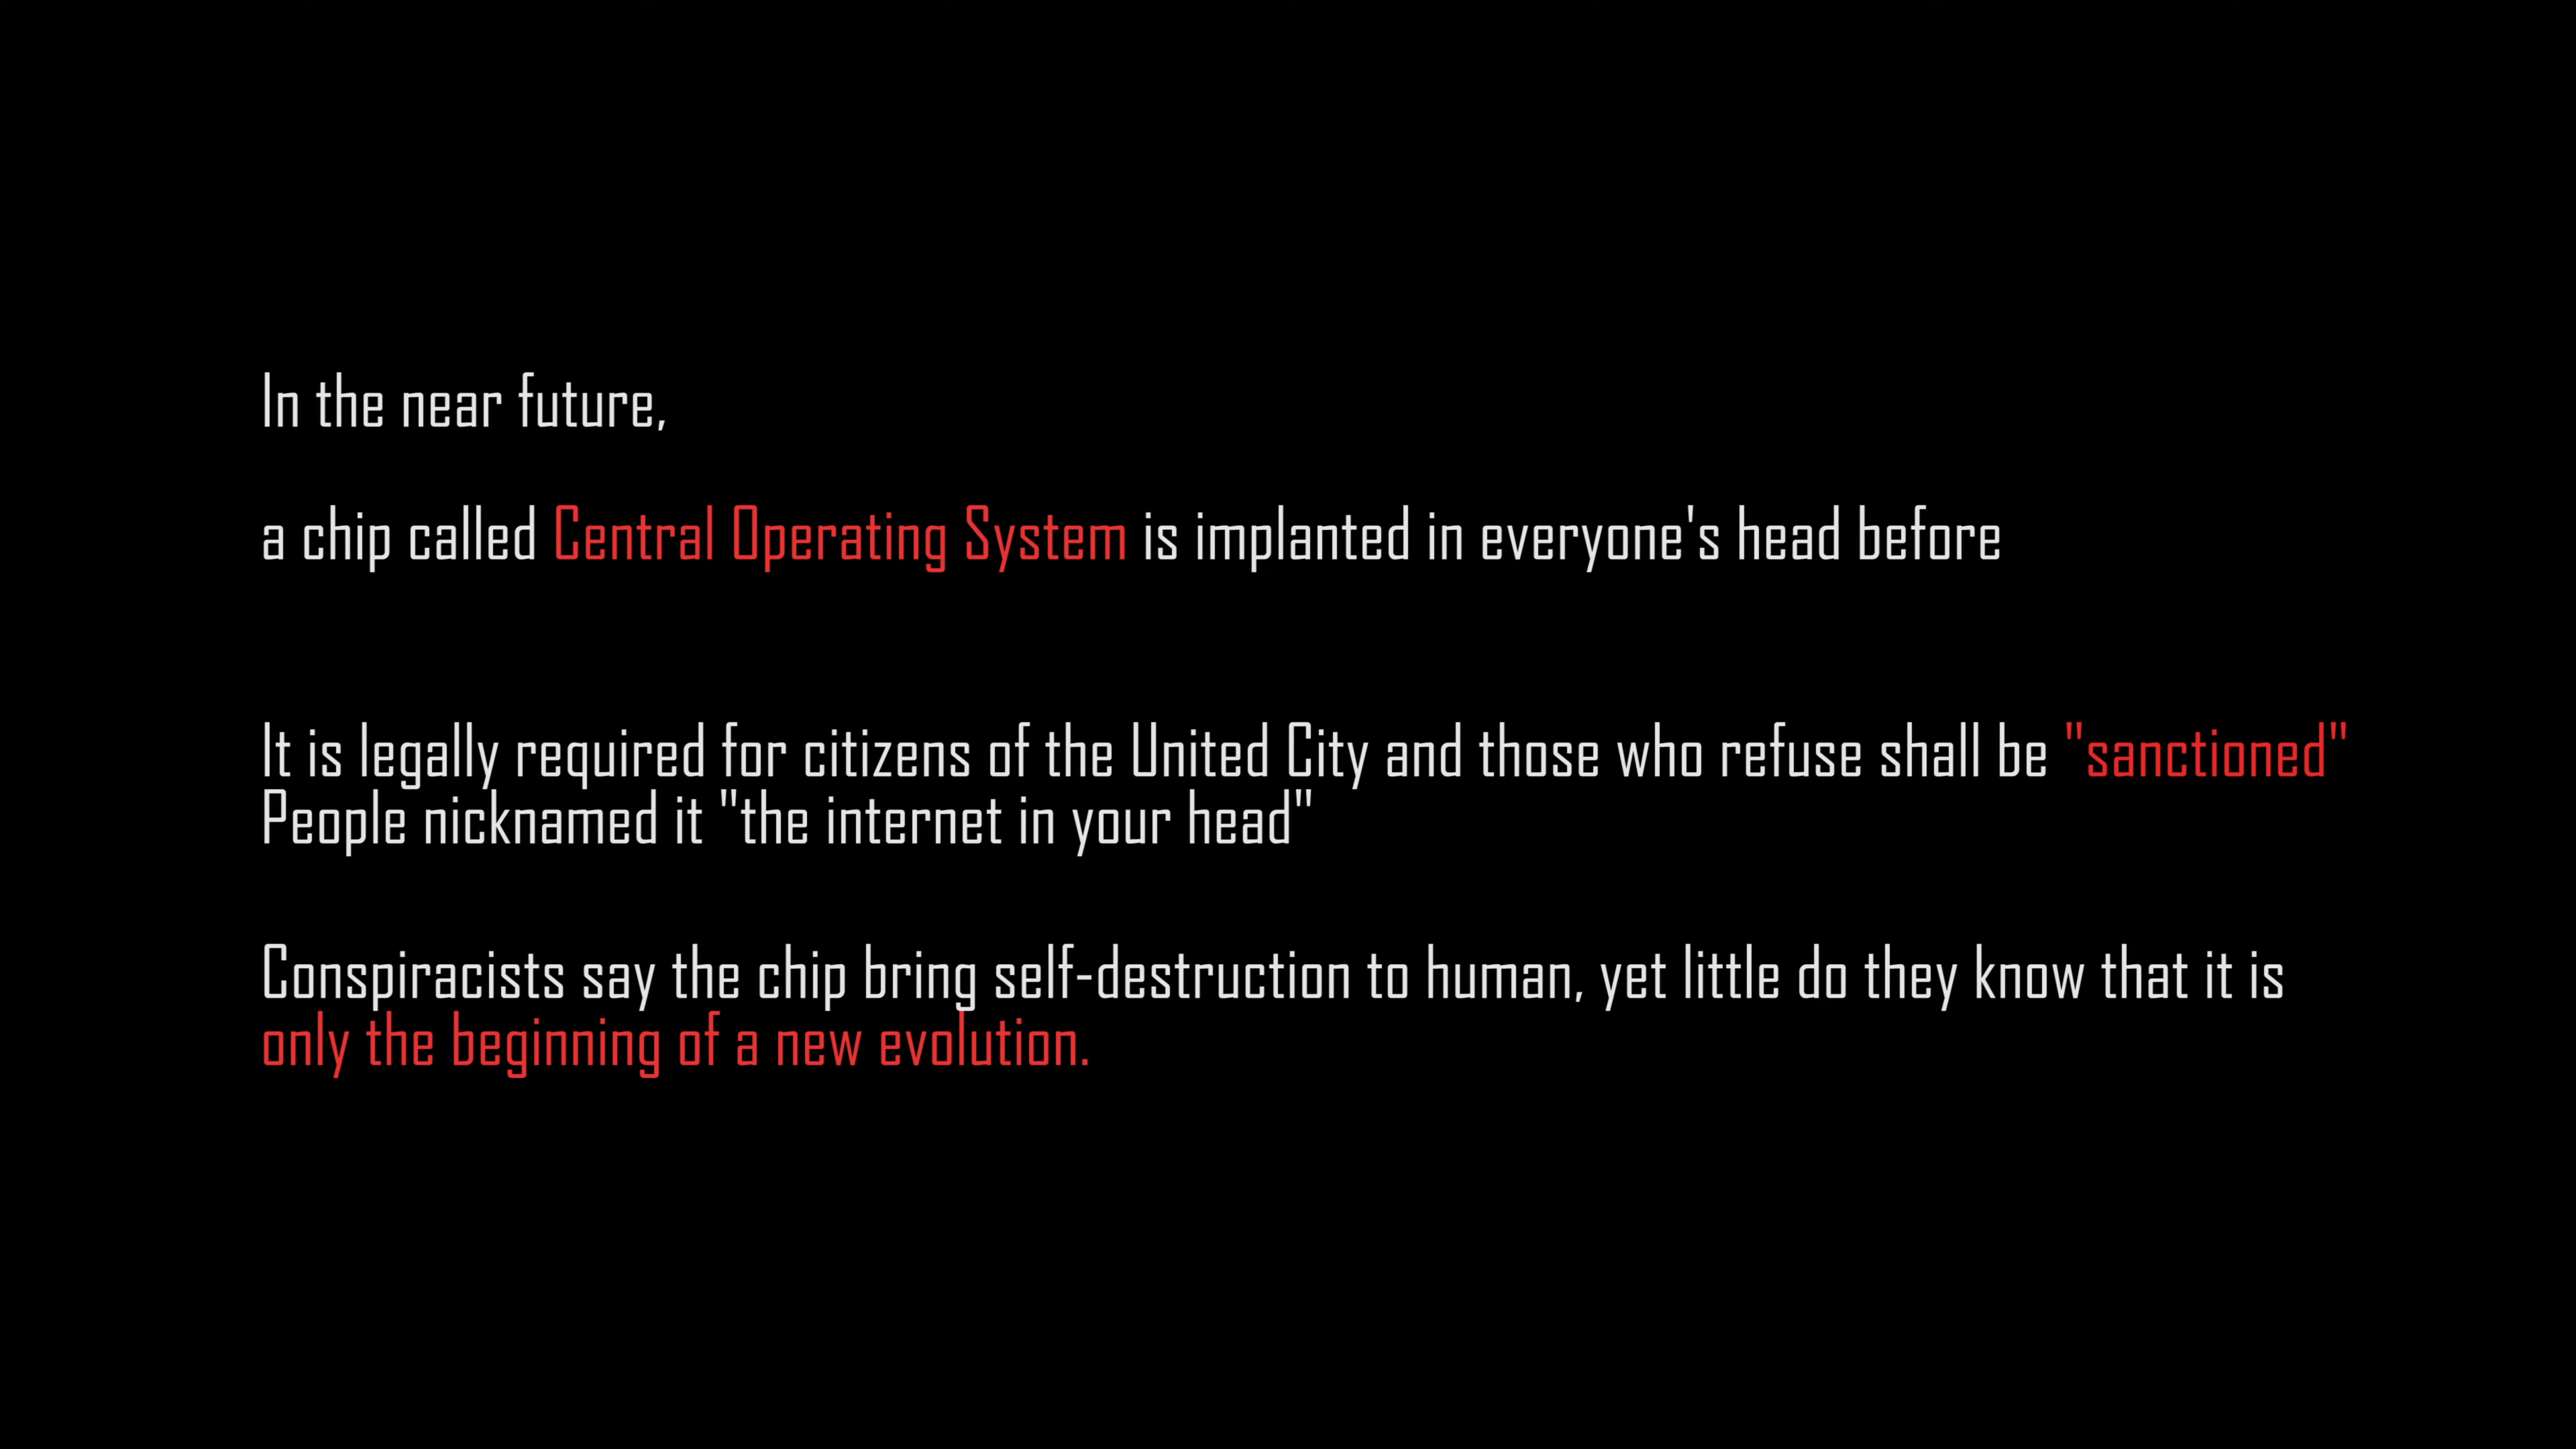 In the near future,
a chip called Central Operating System is implanted in everyone's head before
It is legally required for citizens of the United City and those who refuse shall be "sanctioned"
People nicknamed it "the internet in your head"
Conspiracists say the chip bring self-destruction to human, yet little do they know that it is
only the beginning of a new evolution.